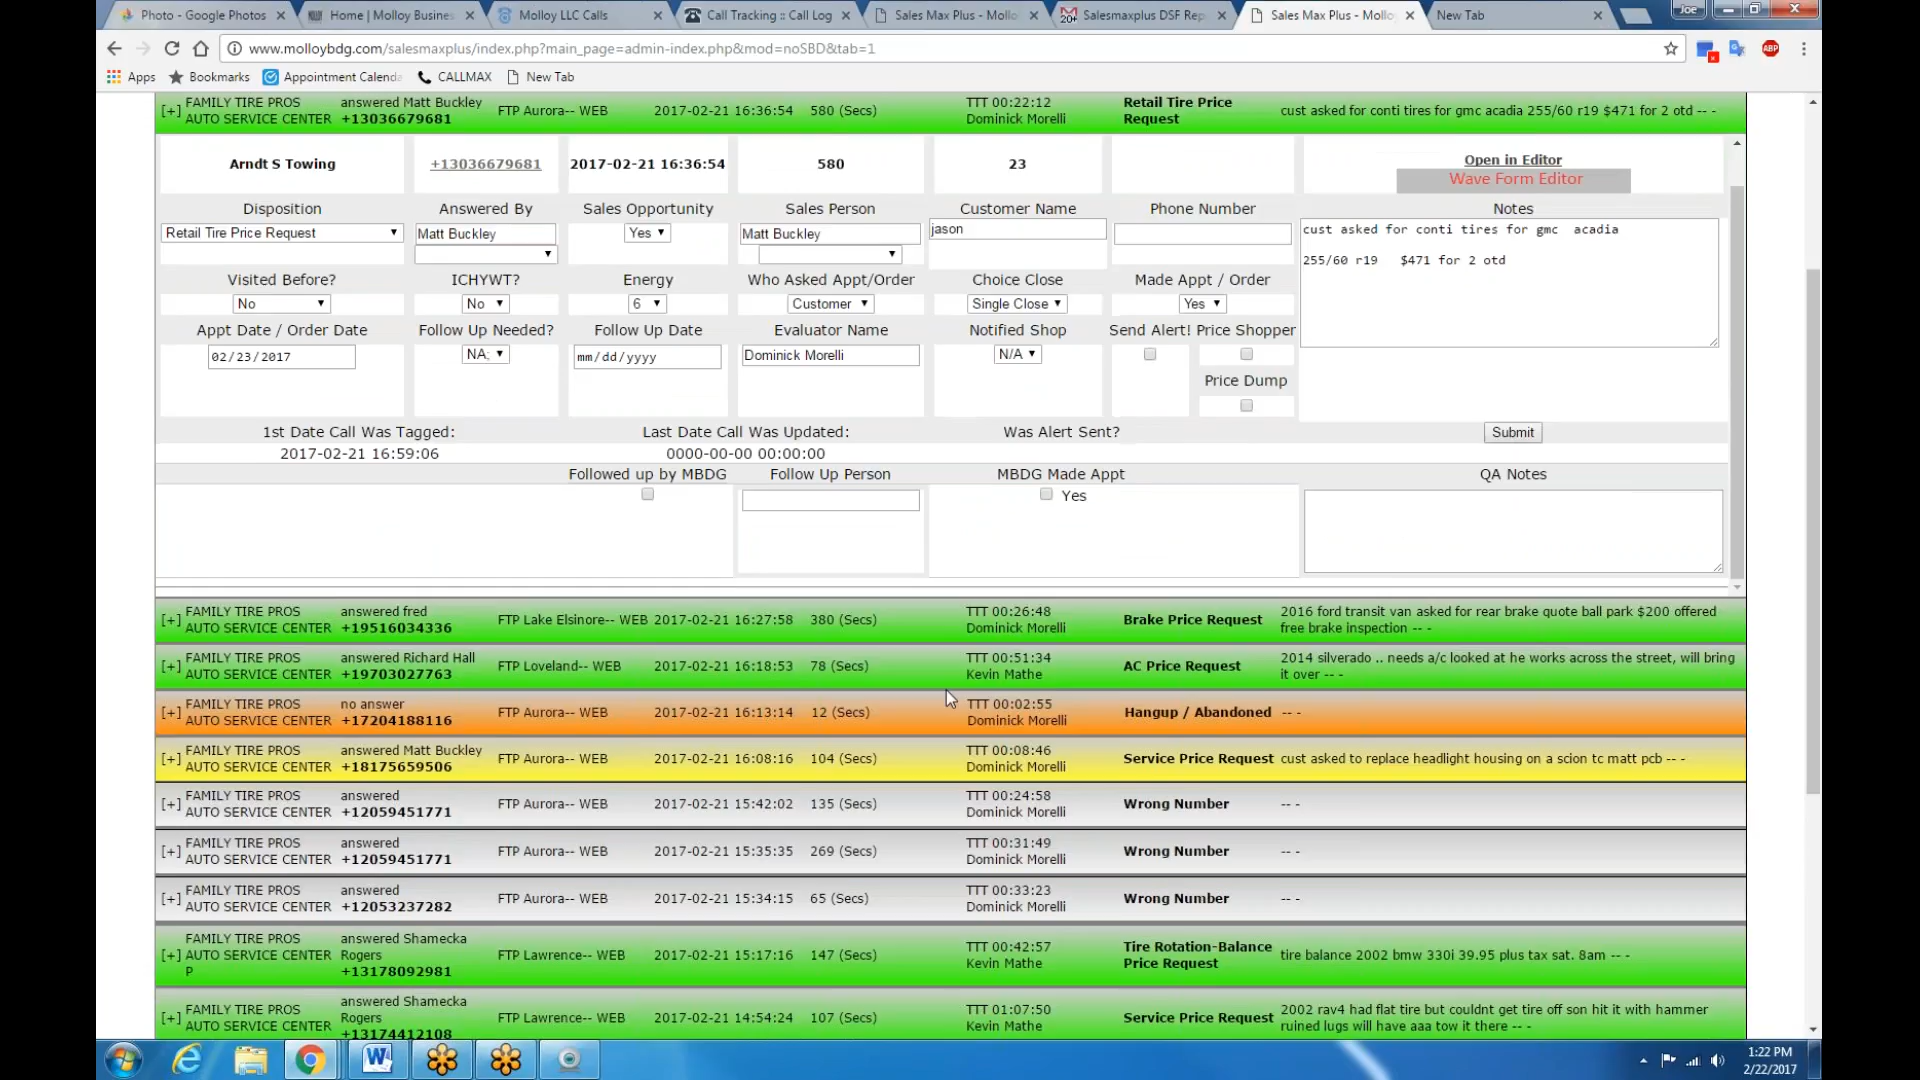 Photo - Google Photos
Home | Molloy Busines
Molloy LLC Calls
Call Tracking :: Call Log
Sales Max Plus - Mollo
Salesmaxplus DSF Rep
Sales Max Plus - Mollo
New Tab
Joe
www.molloybdg.com/salesmaxplus/index.php?main_page=admin-index.php&mod=noSBD&tab=1
Apps
Bookmarks
Appointment Calenda
CALLMAX
New Tab
[+] FAMILY TIRE PROS AUTO SERVICE CENTER answered Matt Buckley +13036679681 FTP Aurora-- WEB 2017-02-21 16:36:54 580 (Secs) TTT 00:22:12 Dominick Morelli Retail Tire Price Request cust asked for conti tires for gmc acadia 255/60 r19 $471 for 2 otd -- -
Arndt S Towing +13036679681 2017-02-21 16:36:54 580 23 Open in Editor
Wave Form Editor
Disposition Answered By Sales Opportunity Sales Person Customer Name Phone Number Notes
Retail Tire Price Request Matt Buckley Yes Matt Buckley jason
cust asked for conti tires for gmc  acadia
255/60 r19   $471 for 2 otd
Visited Before? ICHYWT? Energy Who Asked Appt/Order Choice Close Made Appt / Order
No No 6 Customer Single Close Yes
Appt Date / Order Date Follow Up Needed? Follow Up Date Evaluator Name Notified Shop Send Alert! Price Shopper
02/23/2017 NA; mm/dd/yyyy Dominick Morelli N/A
Price Dump
1st Date Call Was Tagged: Last Date Call Was Updated: Was Alert Sent? Submit
2017-02-21 16:59:06 0000-00-00 00:00:00
Followed up by MBDG Follow Up Person MBDG Made Appt QA Notes
Yes
[+] FAMILY TIRE PROS AUTO SERVICE CENTER answered fred +19516034336 FTP Lake Elsinore-- WEB 2017-02-21 16:27:58 380 (Secs) TTT 00:26:48 Dominick Morelli Brake Price Request 2016 ford transit van asked for rear brake quote ball park $200 offered free brake inspection -- -
[+] FAMILY TIRE PROS AUTO SERVICE CENTER answered Richard Hall +19703027763 FTP Loveland-- WEB 2017-02-21 16:18:53 78 (Secs) TTT 00:51:34 Kevin Mathe AC Price Request 2014 silverado .. needs a/c looked at he works across the street, will bring it over -- -
[+] FAMILY TIRE PROS AUTO SERVICE CENTER no answer +17204188116 FTP Aurora-- WEB 2017-02-21 16:13:14 12 (Secs) TTT 00:02:55 Dominick Morelli Hangup / Abandoned -- -
[+] FAMILY TIRE PROS AUTO SERVICE CENTER answered Matt Buckley +18175659506 FTP Aurora-- WEB 2017-02-21 16:08:16 104 (Secs) TTT 00:08:46 Dominick Morelli Service Price Request cust asked to replace headlight housing on a scion tc matt pcb -- -
[+] FAMILY TIRE PROS AUTO SERVICE CENTER answered +12059451771 FTP Aurora-- WEB 2017-02-21 15:42:02 135 (Secs) TTT 00:24:58 Dominick Morelli Wrong Number -- -
[+] FAMILY TIRE PROS AUTO SERVICE CENTER answered +12059451771 FTP Aurora-- WEB 2017-02-21 15:35:35 269 (Secs) TTT 00:31:49 Dominick Morelli Wrong Number -- -
[+] FAMILY TIRE PROS AUTO SERVICE CENTER answered +12053237282 FTP Aurora-- WEB 2017-02-21 15:34:15 65 (Secs) TTT 00:33:23 Dominick Morelli Wrong Number -- -
[+] FAMILY TIRE PROS AUTO SERVICE CENTER P answered Shamecka Rogers +13178092981 FTP Lawrence-- WEB 2017-02-21 15:17:16 147 (Secs) TTT 00:42:57 Kevin Mathe Tire Rotation-Balance Price Request tire balance 2002 bmw 330i 39.95 plus tax sat. 8am -- -
[+] FAMILY TIRE PROS AUTO SERVICE CENTER answered Shamecka Rogers +13174412108 FTP Lawrence-- WEB 2017-02-21 14:54:24 107 (Secs) TTT 01:07:50 Kevin Mathe Service Price Request 2002 rav4 had flat tire but couldnt get tire off son hit it with hammer ruined lugs will have aaa tow it there -- -
1:22 PM
2/22/2017